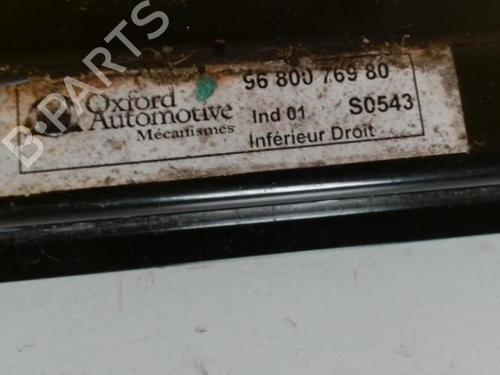 Oxford
Automotive
Mécanismes
96 800 769 80
Ind 01 S0543
Inférieur Droit
B-PARTS